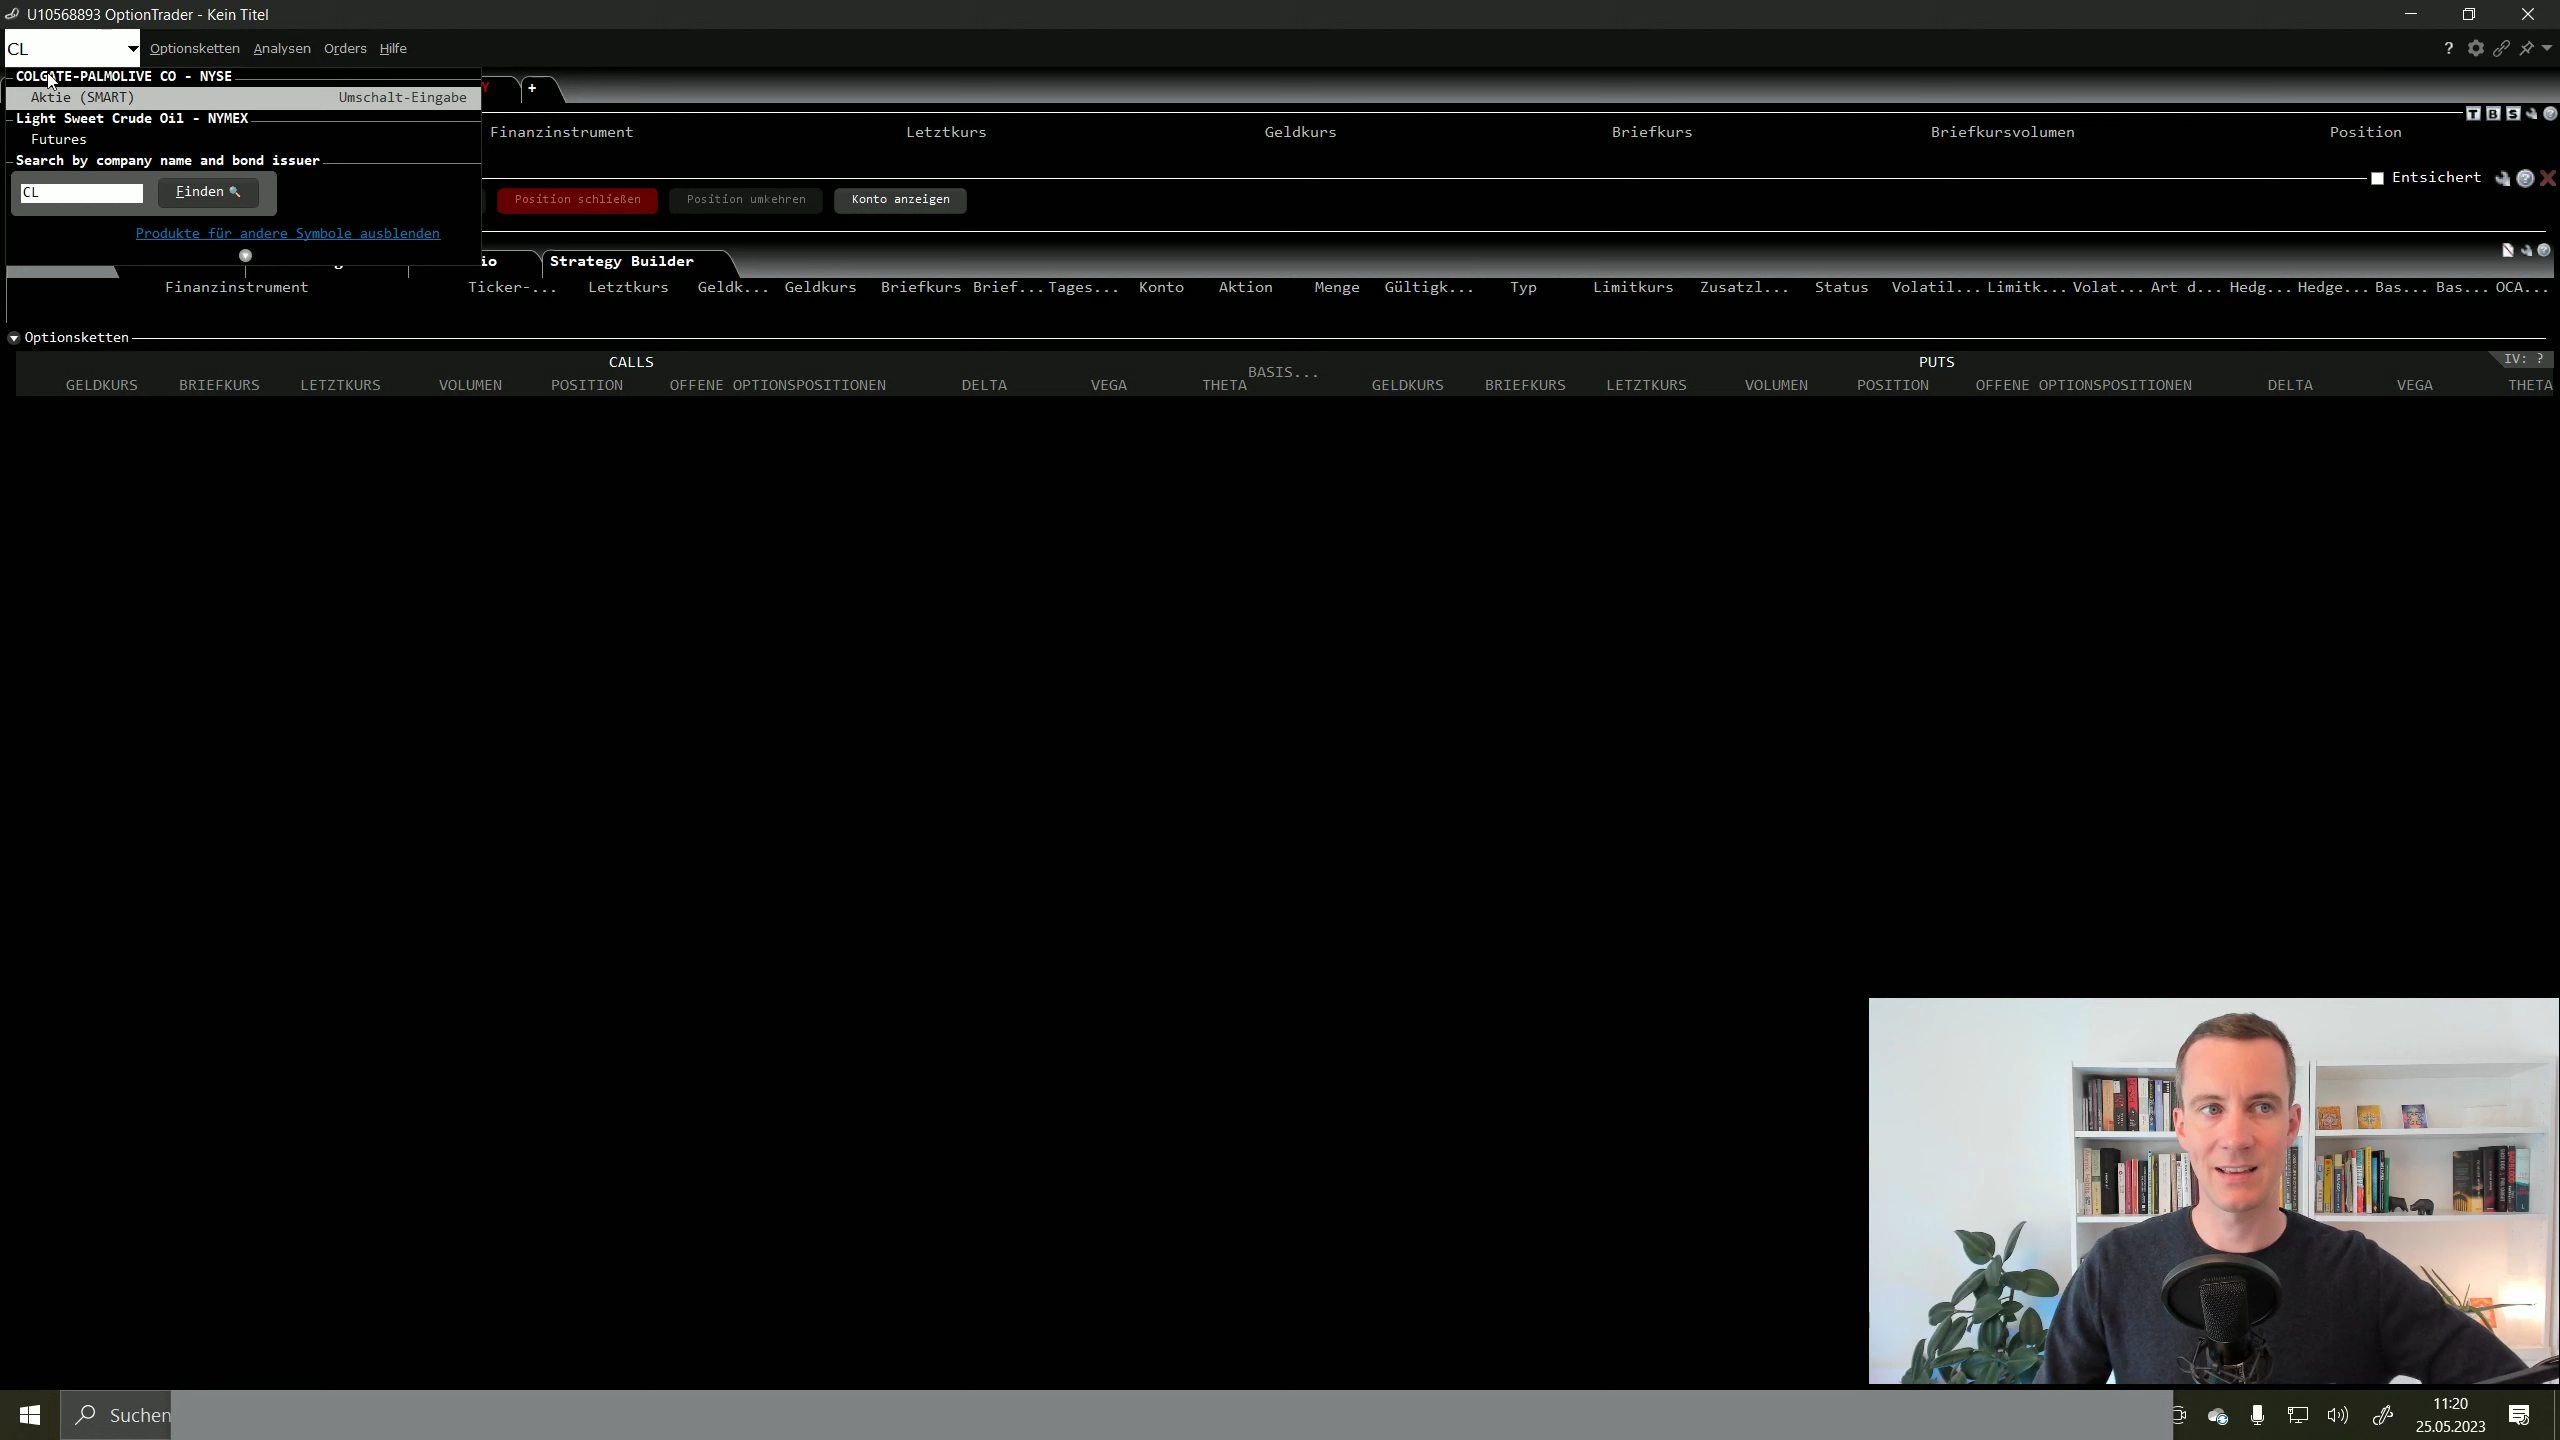 U10568893 OptionTrader - Kein Titel
CL
Optionsketten Analysen Orders Hilfe
?
COLGATE-PALMOLIVE CO - NYSE
Aktie (SMART) Umschalt-Eingabe
Light Sweet Crude Oil - NYMEX
Futures
Search by company name and bond issuer
CL Finden
Produkte für andere Symbole ausblenden
Y +
T B S
Finanzinstrument Letztkurs Geldkurs Briefkurs Briefkursvolumen Position
Entsichert
Position schließen Position umkehren Konto anzeigen
io Strategy Builder
Finanzinstrument Ticker-... Letztkurs Geldk... Geldkurs Briefkurs Brief... Tages... Konto Aktion Menge Gültigk... Typ Limitkurs Zusatzl... Status Volatil... Limitk... Volat... Art d... Hedg... Hedge... Bas... Bas... OCA...
Optionsketten
CALLS PUTS IV: ?
BASIS...
GELDKURS BRIEFKURS LETZTKURS VOLUMEN POSITION OFFENE OPTIONSPOSITIONEN DELTA VEGA THETA GELDKURS BRIEFKURS LETZTKURS VOLUMEN POSITION OFFENE OPTIONSPOSITIONEN DELTA VEGA THETA
Suchen
11:20
25.05.2023